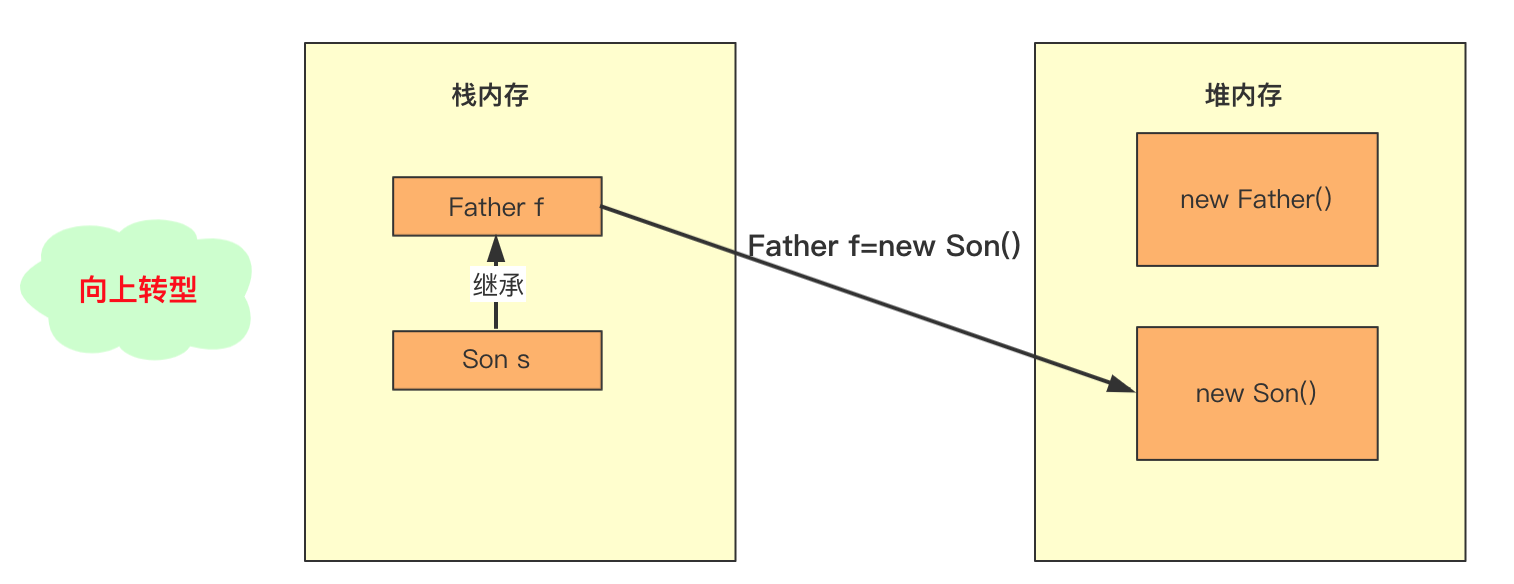 向上转型
栈内存
Father f
继承
Son s
Father f=new Son()
堆内存
new Father()
new Son()